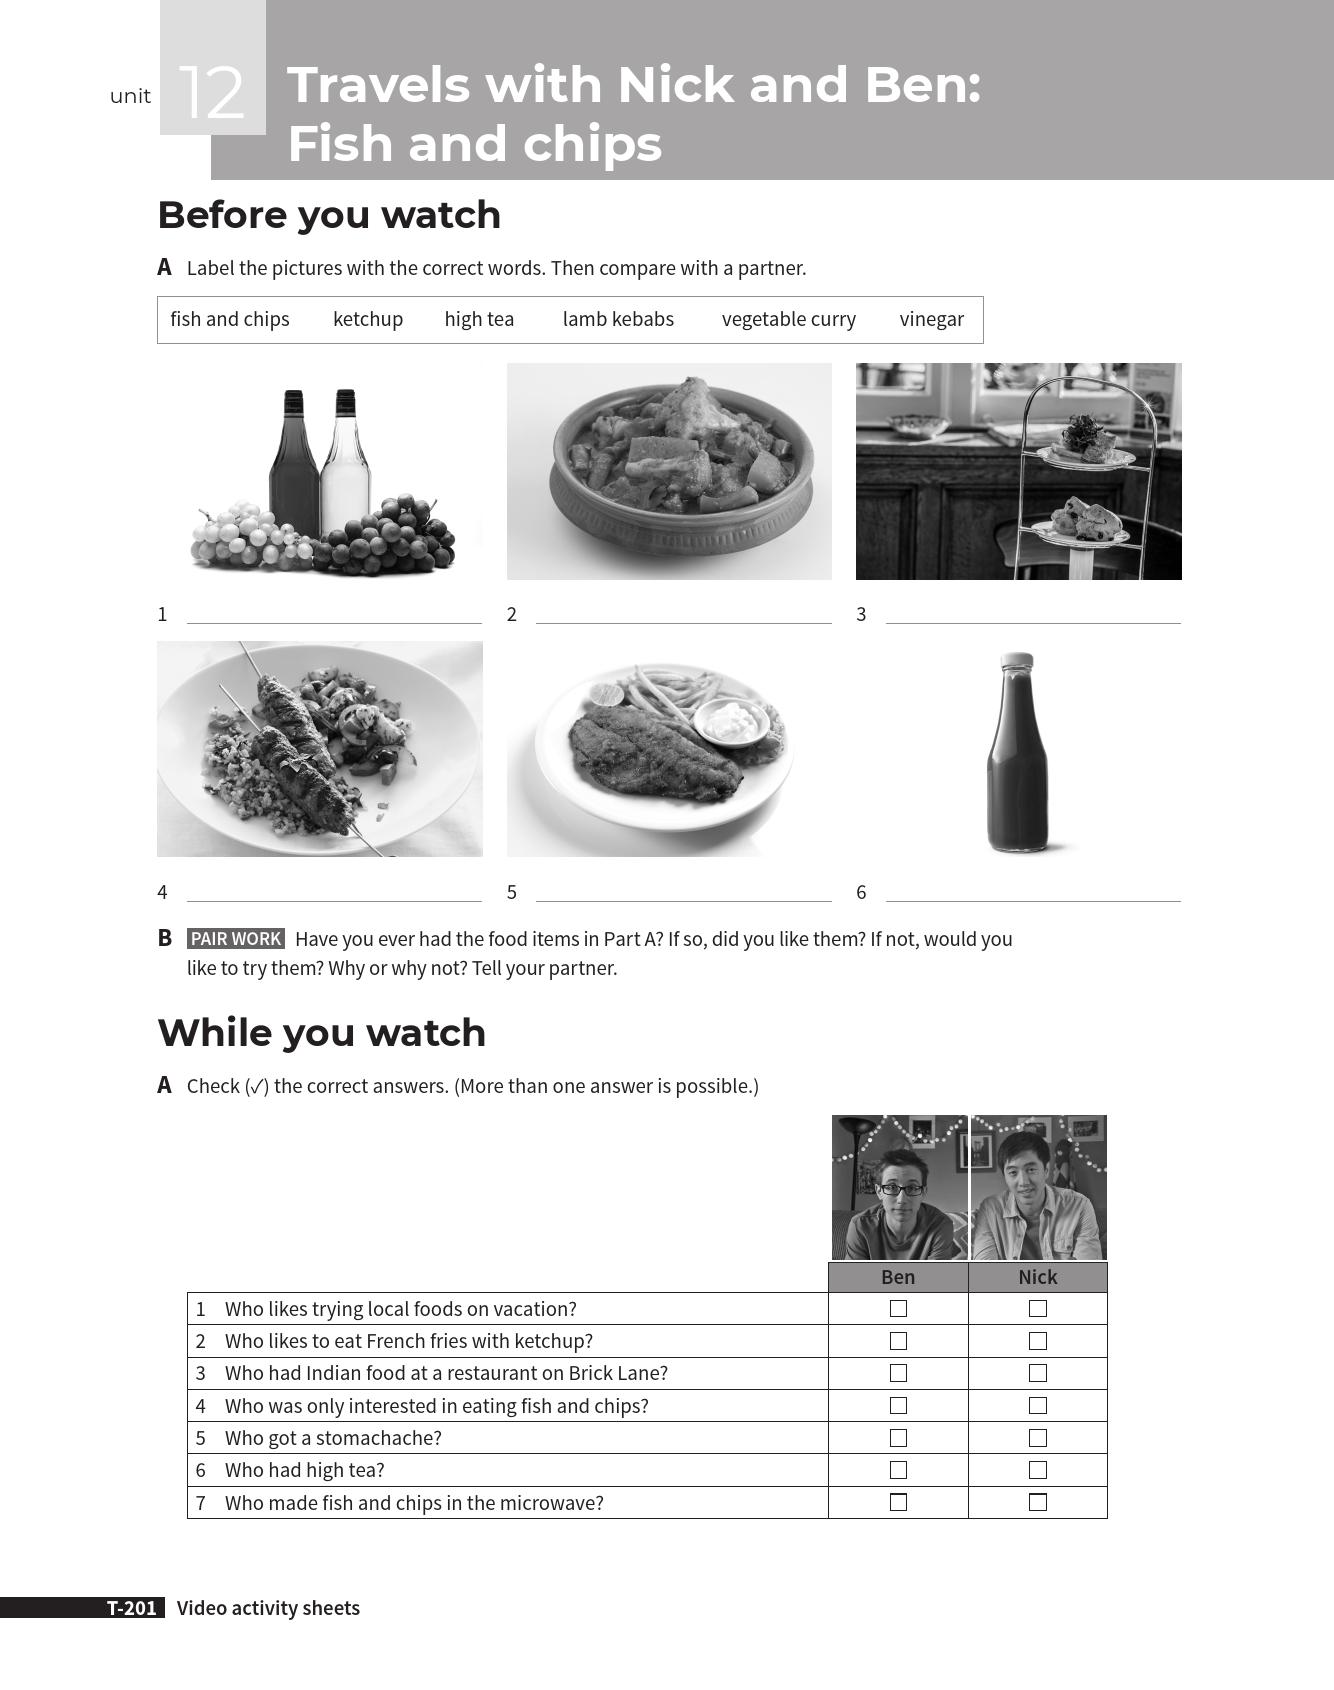 unit 12 Travels with Nick and Ben:
Fish and chips
Before you watch
A Label the pictures with the correct words. Then compare with a partner.
fish and chips ketchup high tea lamb kebabs vegetable curry vinegar
1 2 3
4 5 6
B PAIR WORK Have you ever had the food items in Part A? If so, did you like them? If not, would you
like to try them? Why or why not? Tell your partner.
While you watch
A Check (✓) the correct answers. (More than one answer is possible.)
Ben Nick
1 Who likes trying local foods on vacation?
2 Who likes to eat French fries with ketchup?
3 Who had Indian food at a restaurant on Brick Lane?
4 Who was only interested in eating fish and chips?
5 Who got a stomachache?
6 Who had high tea?
7 Who made fish and chips in the microwave?
T-201 Video activity sheets